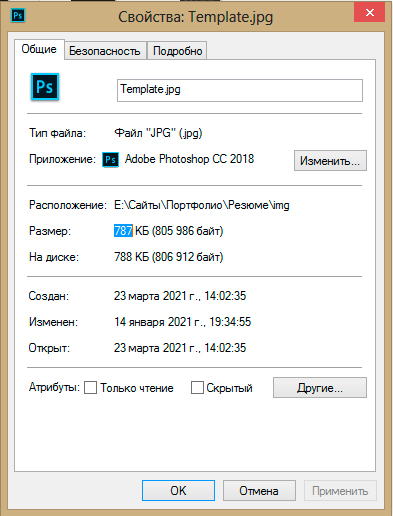 Ps Свойства: Template.jpg
Общие Безопасность Подробно
Ps Template.jpg
Тип файла: Файл "JPG" (.jpg)
Приложение: Ps Adobe Photoshop CC 2018 Изменить...
Расположение: E:\Сайты\Портфолио\Резюме\img
Размер: 787 КБ (805 986 байт)
На диске: 788 КБ (806 912 байт)
Создан: 23 марта 2021 г., 14:02:35
Изменен: 14 января 2021 г., 19:34:55
Открыт: 23 марта 2021 г., 14:02:35
Атрибуты: Только чтение Скрытый Другие...
OK Отмена Применить